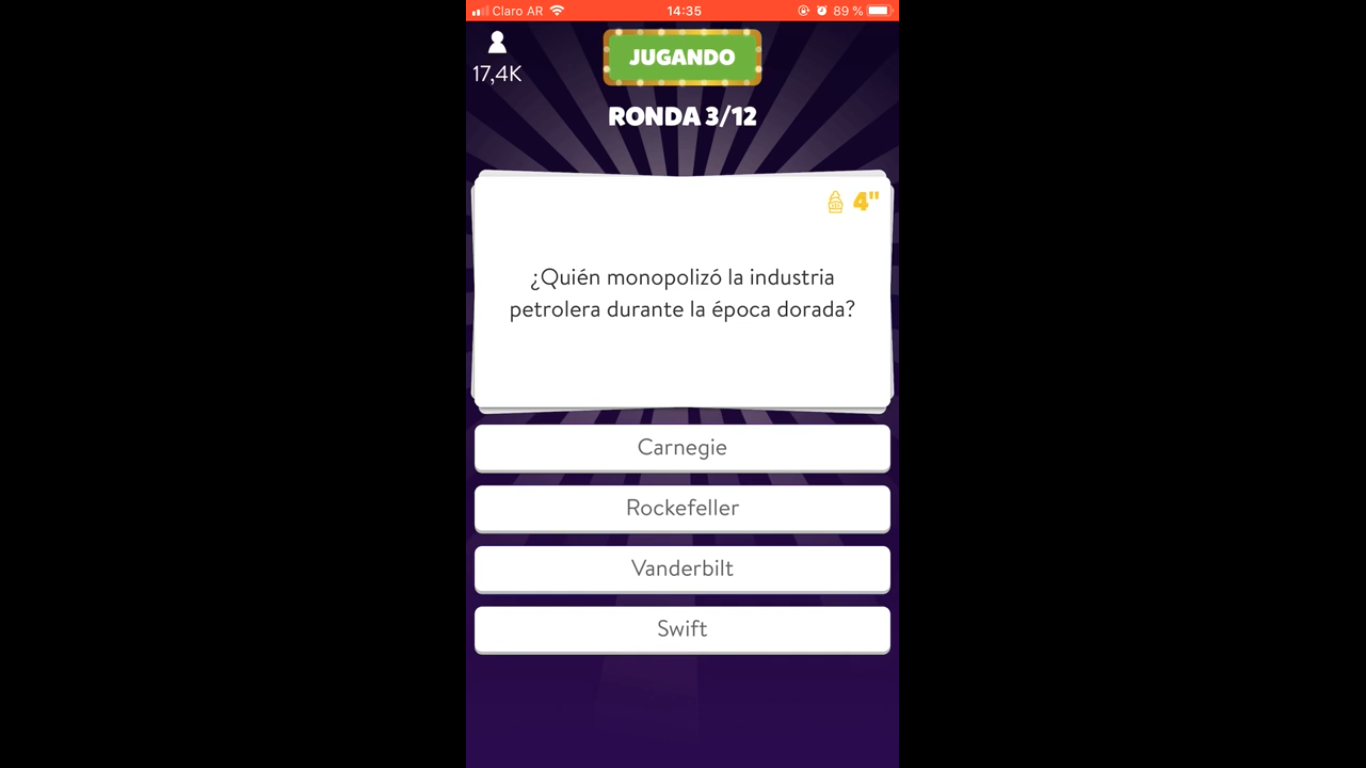 Claro AR 14:35 89 %
17,4K
JUGANDO
RONDA 3/12
4"
¿Quién monopolizó la industria
petrolera durante la época dorada?
Carnegie
Rockefeller
Vanderbilt
Swift